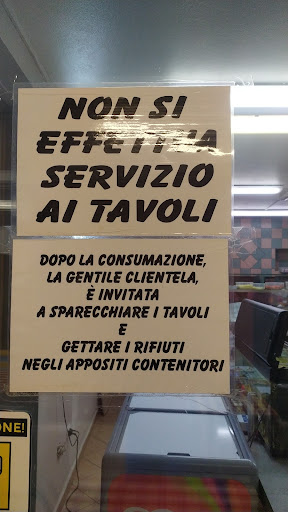 NON SI
EFFETTUA
SERVIZIO
AI TAVOLI
DOPO LA CONSUMAZIONE,
LA GENTILE CLIENTELA,
È INVITATA
A SPARECCHIARE I TAVOLI
E
GETTARE I RIFIUTI
NEGLI APPOSITI CONTENITORI
ONE!